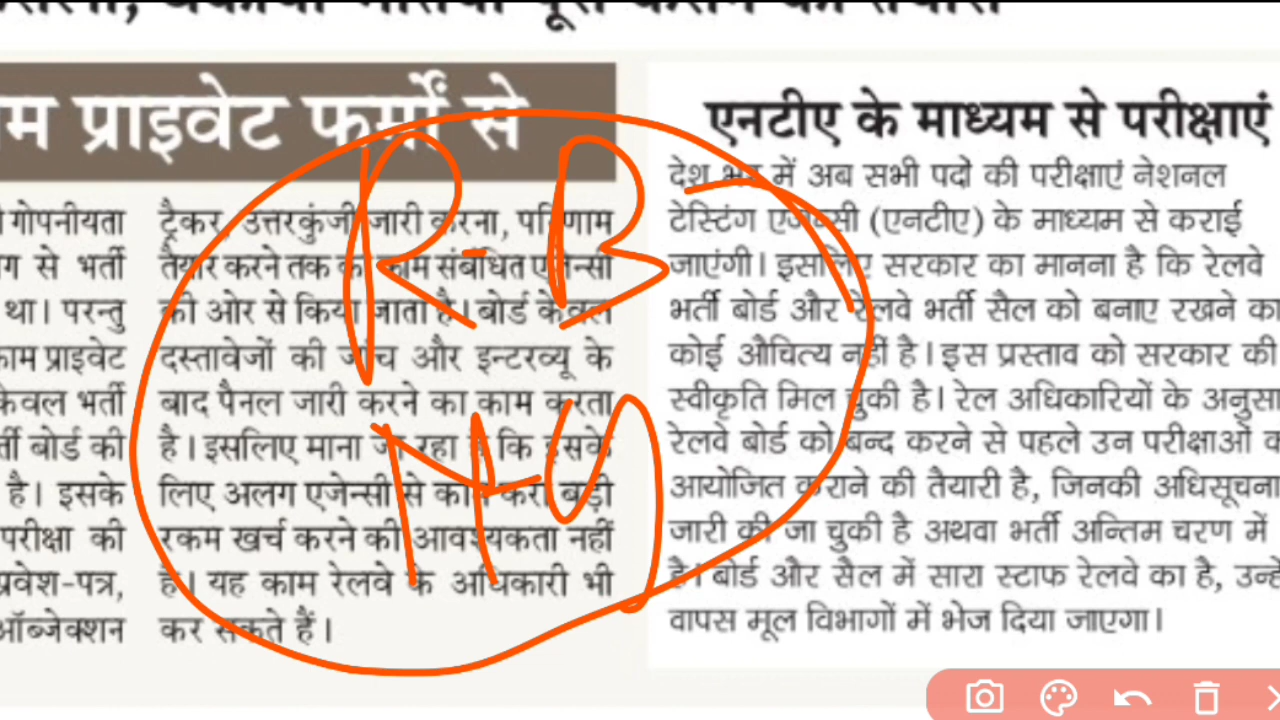 प्राइवेट फर्मों से
गोपनीयता
ग से भर्ती
था। परन्तु
काम प्राइवेट
केवल भर्ती
र्ती बोर्ड की
है। इसके
परीक्षा की
प्रवेश-पत्र,
ऑब्जेक्शन
ट्रैकर, उत्तरकुंजी जारी करना, परिणाम
तैयार करने तक का काम संबंधित एजेन्सी
की ओर से किया जाता है। बोर्ड केवल
दस्तावेजों की जांच और इन्टरव्यू के
बाद पैनल जारी करने का काम करता
है। इसलिए माना जा रहा है कि इसके
लिए अलग एजेन्सी से काम करा बड़ी
रकम खर्च करने की आवश्यकता नहीं
है। यह काम रेलवे के अधिकारी भी
कर सकते हैं।
एनटीए के माध्यम से परीक्षाएं
देश भर में अब सभी पदों की परीक्षाएं नेशनल
टेस्टिंग एजेन्सी (एनटीए) के माध्यम से कराई
जाएंगी। इसलिए सरकार का मानना है कि रेलवे
भर्ती बोर्ड और रेलवे भर्ती सैल को बनाए रखने का
कोई औचित्य नहीं है। इस प्रस्ताव को सरकार की
स्वीकृति मिल चुकी है। रेल अधिकारियों के अनुसा
रेलवे बोर्ड को बन्द करने से पहले उन परीक्षाओं क
आयोजित कराने की तैयारी है, जिनकी अधिसूचना
जारी की जा चुकी है अथवा भर्ती अन्तिम चरण में
है। बोर्ड और सैल में सारा स्टाफ रेलवे का है, उन्हे
वापस मूल विभागों में भेज दिया जाएगा।
R-B